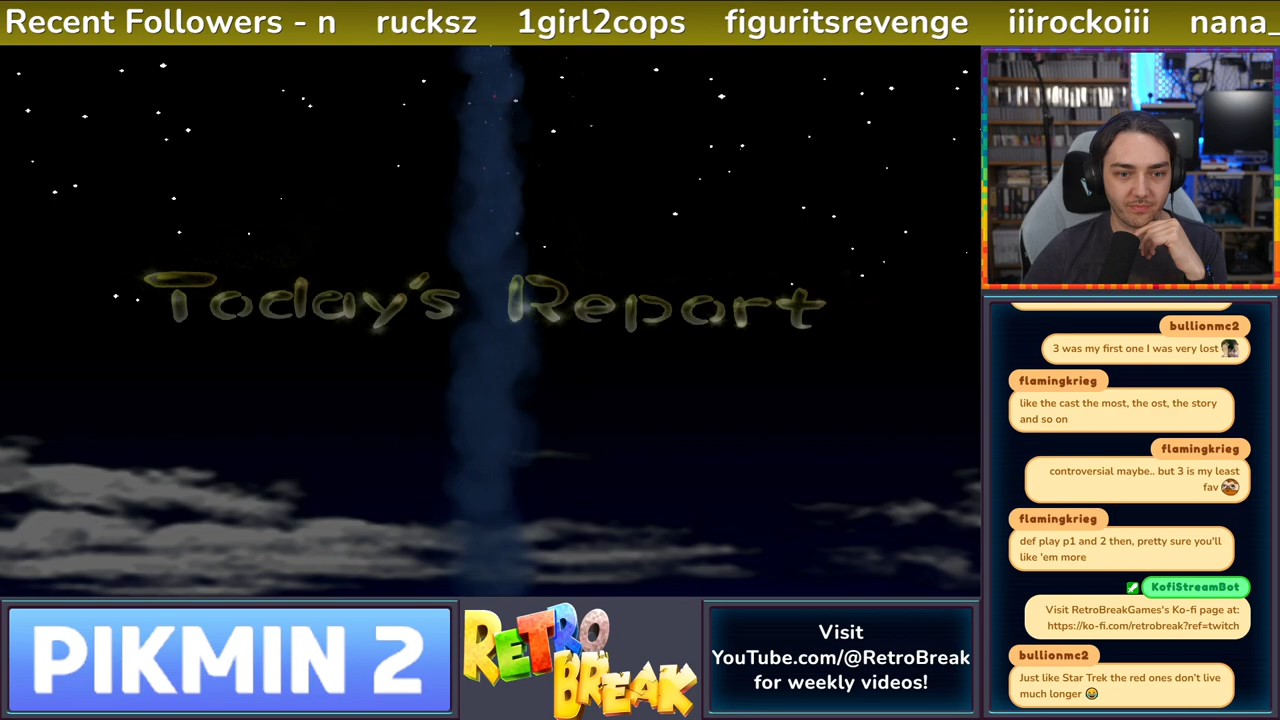 Recent Followers - n rucksz 1girl2cops figuritsrevenge iiirockoiii nana_
Today's Report
bullionmc2
3 was my first one I was very lost
flamingkrieg
like the cast the most, the ost, the story
and so on
flamingkrieg
controversial maybe.. but 3 is my least
fav
flamingkrieg
def play p1 and 2 then, pretty sure you'll
like 'em more
KofiStreamBot
Visit RetroBreakGames's Ko-fi page at:
https://ko-fi.com/retrobreak?ref=twitch
bullionmc2
Just like Star Trek the red ones don't live
much longer
PIKMIN 2
RETRO
BREAK
Visit
YouTube.com/@RetroBreak
for weekly videos!